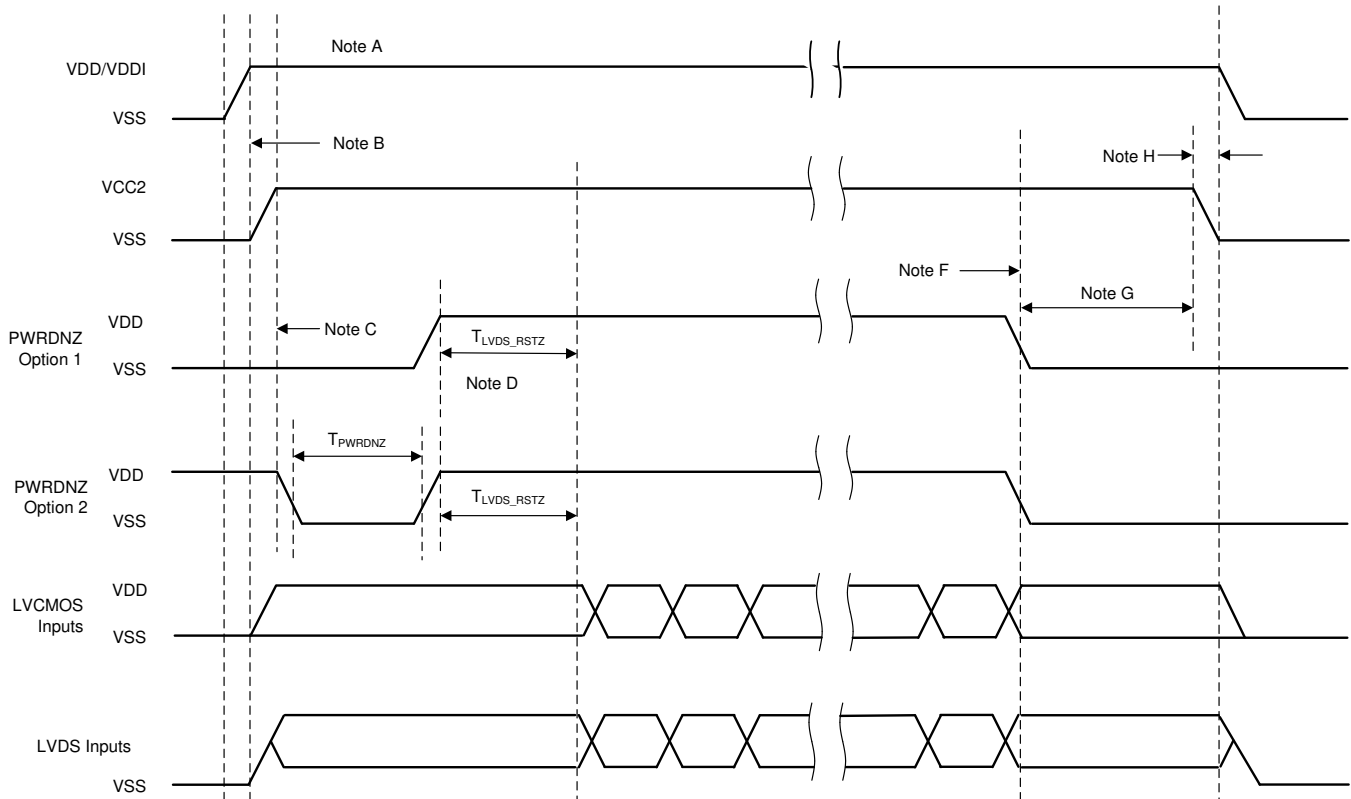 Note A
VDD/VDDI
VSS
Note B
Note H
VCC2
VSS
Note F
Note G
VDD
Note C
PWRDNZ
Option 1
TLVDS_RSTZ
VSS
Note D
TPWRDNZ
VDD
PWRDNZ
Option 2
TLVDS_RSTZ
VSS
VDD
LVCMOS
Inputs
VSS
LVDS Inputs
VSS